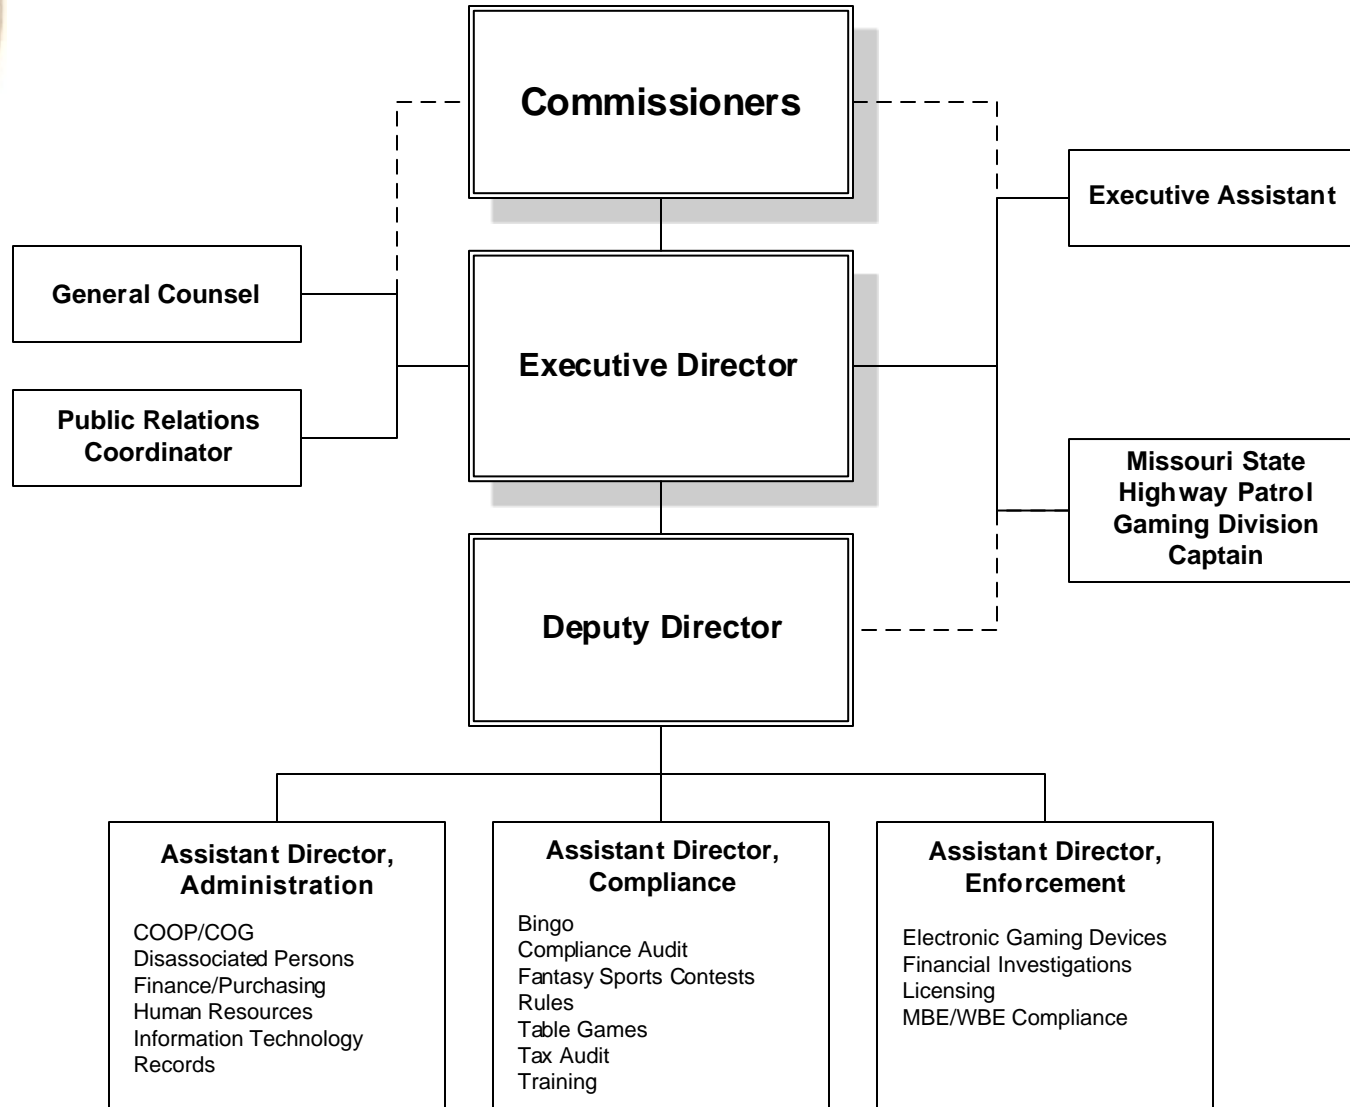 Commissioners
Executive Assistant
General Counsel
Executive Director
Public Relations
Coordinator
Missouri State
Highway Patrol
Gaming Division
Captain
Deputy Director
Assistant Director,
Administration
COOP/COG
Disassociated Persons
Finance/Purchasing
Human Resources
Information Technology
Records
Assistant Director,
Compliance
Bingo
Compliance Audit
Fantasy Sports Contests
Rules
Table Games
Tax Audit
Training
Assistant Director,
Enforcement
Electronic Gaming Devices
Financial Investigations
Licensing
MBE/WBE Compliance